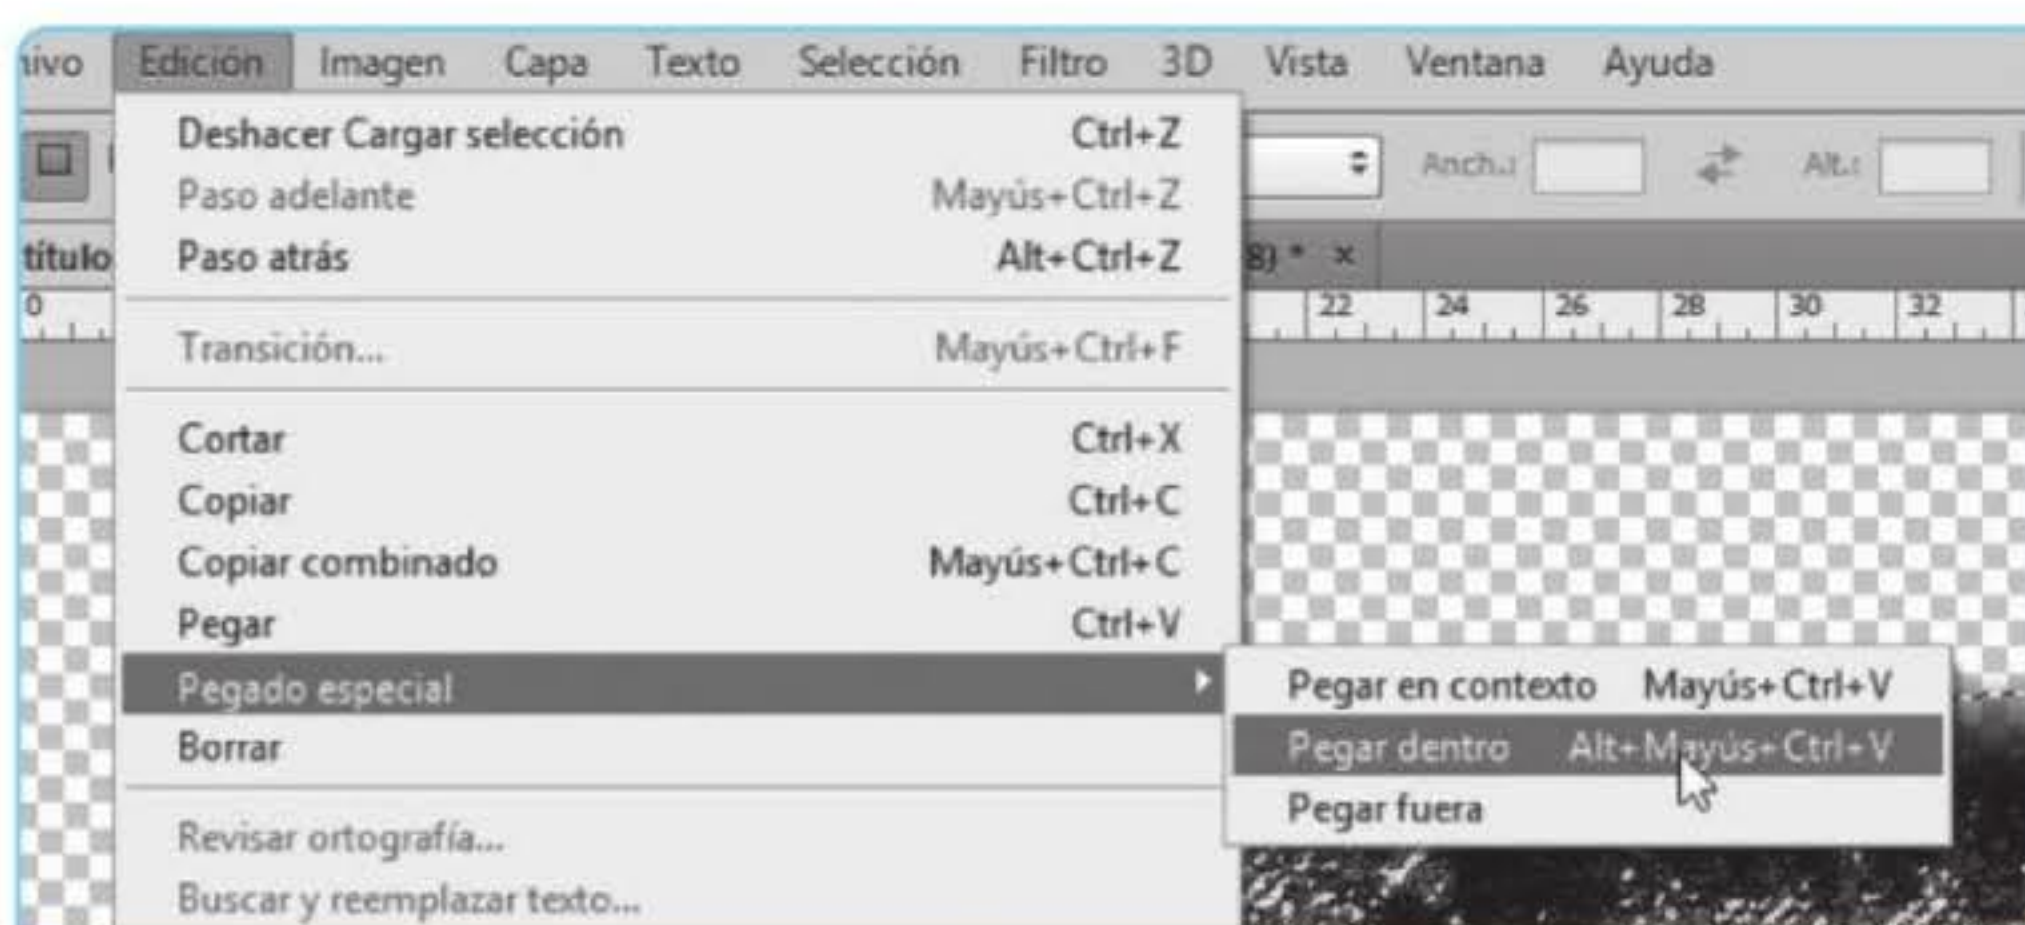 Edición Imagen Capa Texto Selección Filtro 3D Vista Ventana Ayuda
Deshacer Cargar selección Ctrl+Z
Anch.: Alt.:
Paso adelante Mayús+Ctrl+Z
título Paso atrás Alt+Ctrl+Z 8) * ×
0 22 24 26 28 30 32
Transición... Mayús+Ctrl+F
Cortar Ctrl+X
Copiar Ctrl+C
Copiar combinado Mayús+Ctrl+C
Pegar Ctrl+V
Pegado especial
Pegar en contexto Mayús+Ctrl+V
Pegar dentro Alt+Mayús+Ctrl+V
Pegar fuera
Borrar
Revisar ortografía...
Buscar y reemplazar texto...